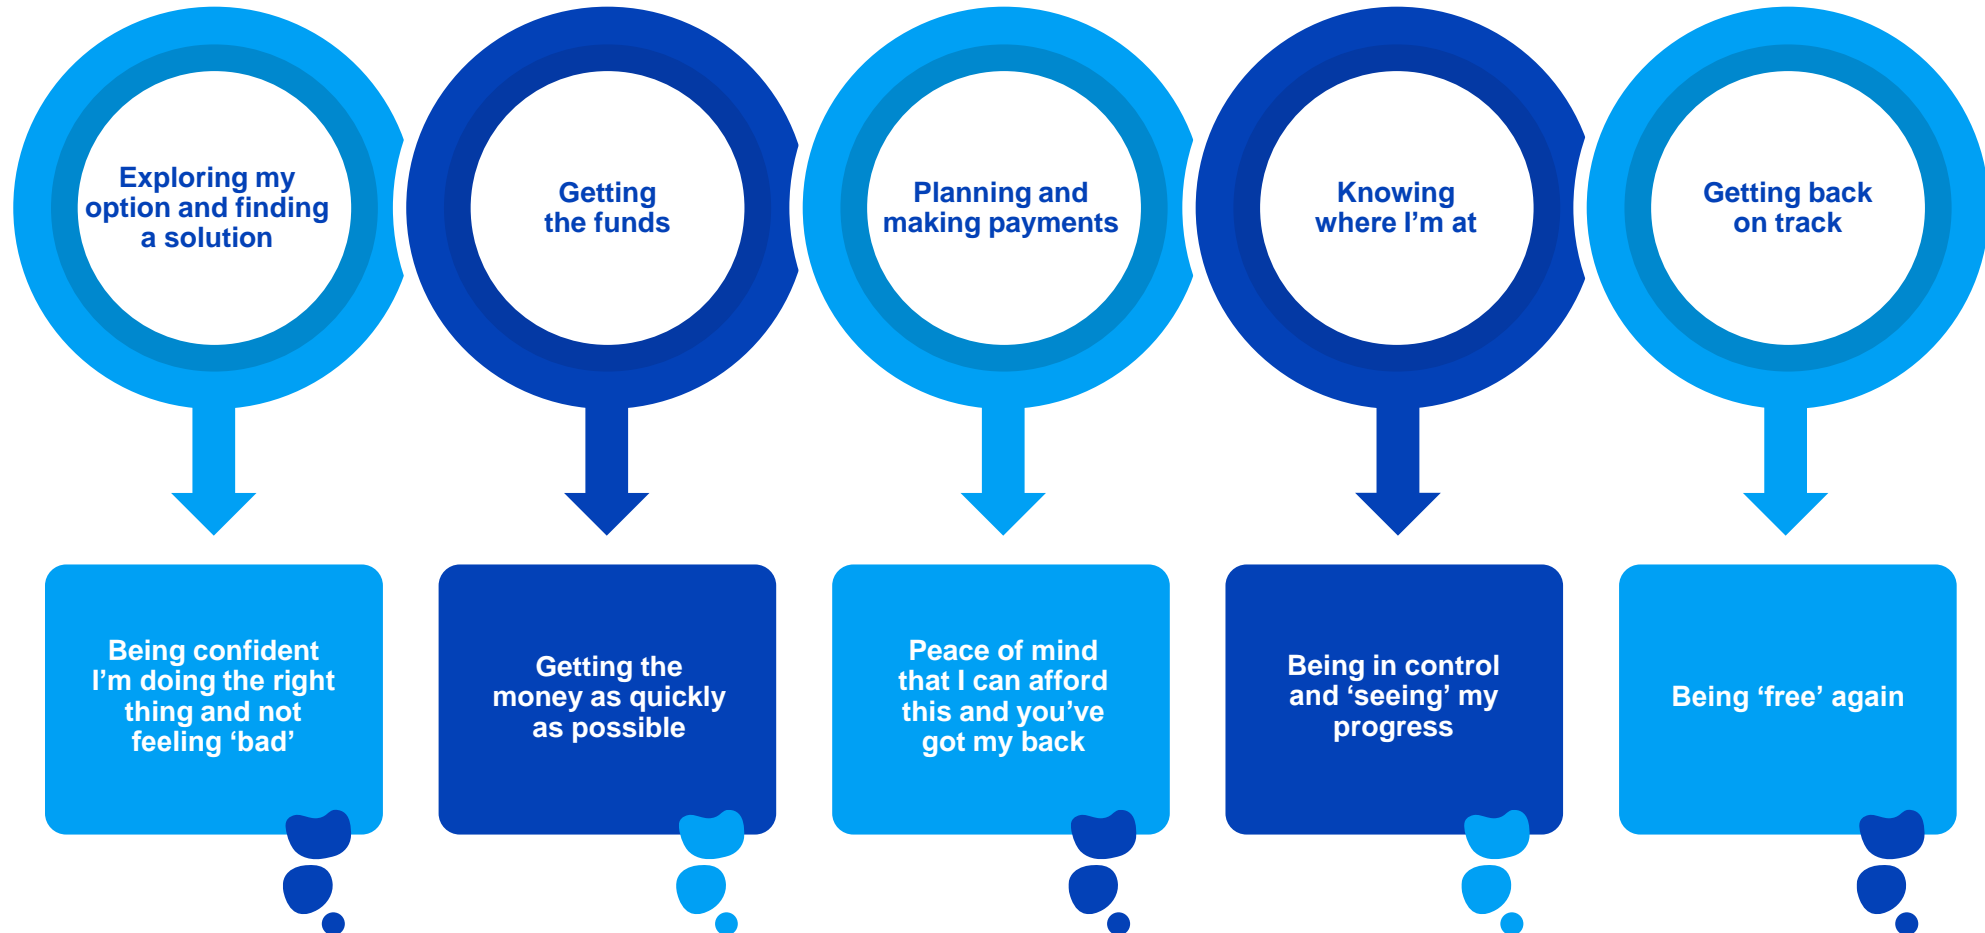 Exploring my
option and finding
a solution
Getting
the funds
Planning and
making payments
Knowing
where I’m at
Getting back
on track
Being confident
I’m doing the right
thing and not
feeling ‘bad’
Getting the
money as quickly
as possible
Peace of mind
that I can afford
this and you’ve
got my back
Being in control
and ‘seeing’ my
progress
Being ‘free’ again